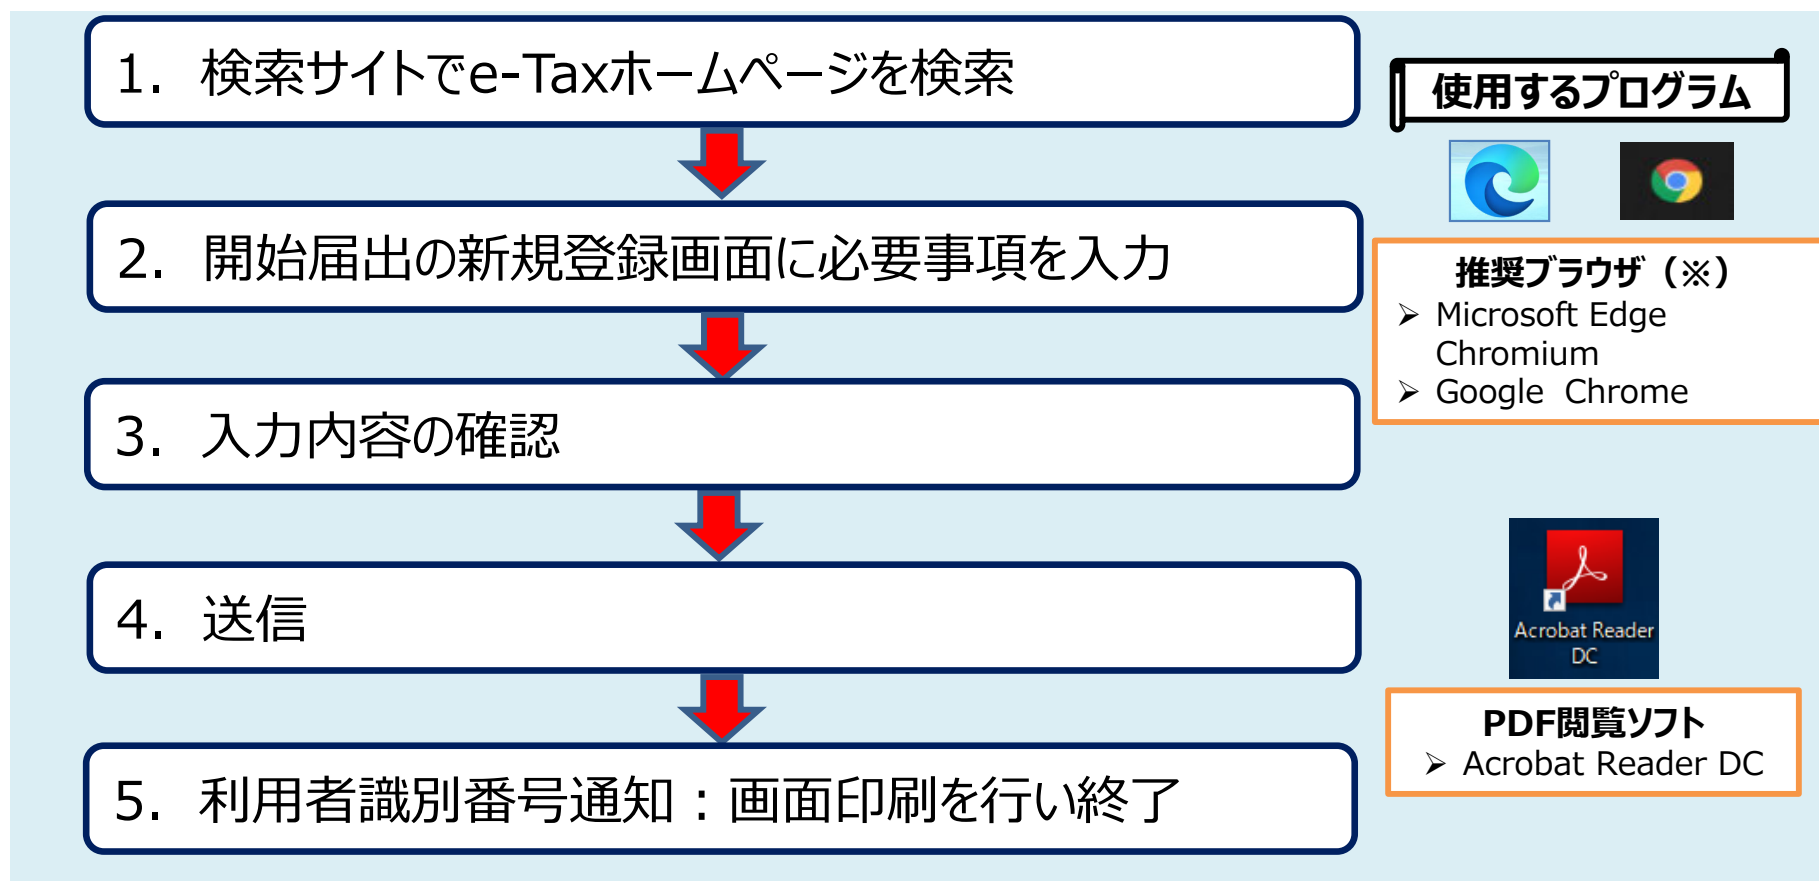 1. 検索サイトでe-Taxホームページを検索
2. 開始届出の新規登録画面に必要事項を入力
3. 入力内容の確認
4. 送信
5. 利用者識別番号通知：画面印刷を行い終了
使用するプログラム
推奨ブラウザ（※）
➢ Microsoft Edge
Chromium
➢ Google Chrome
Acrobat Reader
DC
PDF閲覧ソフト
➢ Acrobat Reader DC